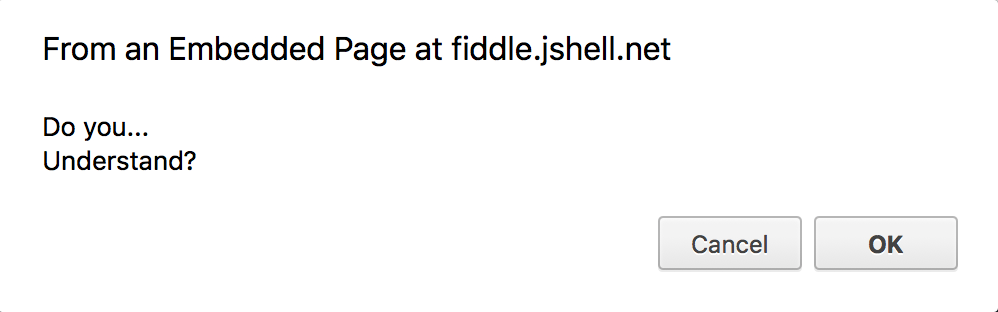 From an Embedded Page at fiddle.jshell.net
Do you...
Understand?
Cancel
OK